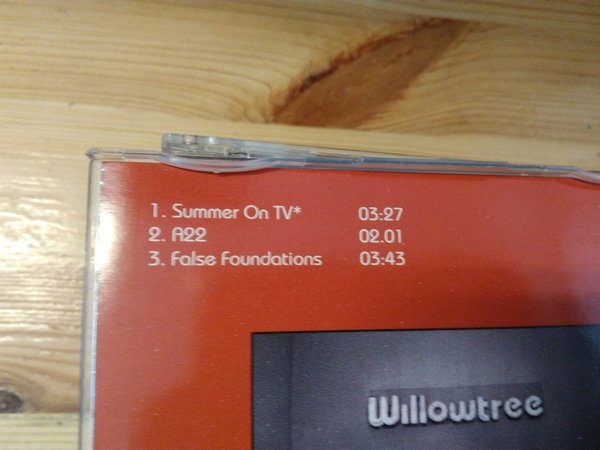 1. Summer On TV* 03:27
2. A22 02.01
3. False Foundations 03:43
Willowtree